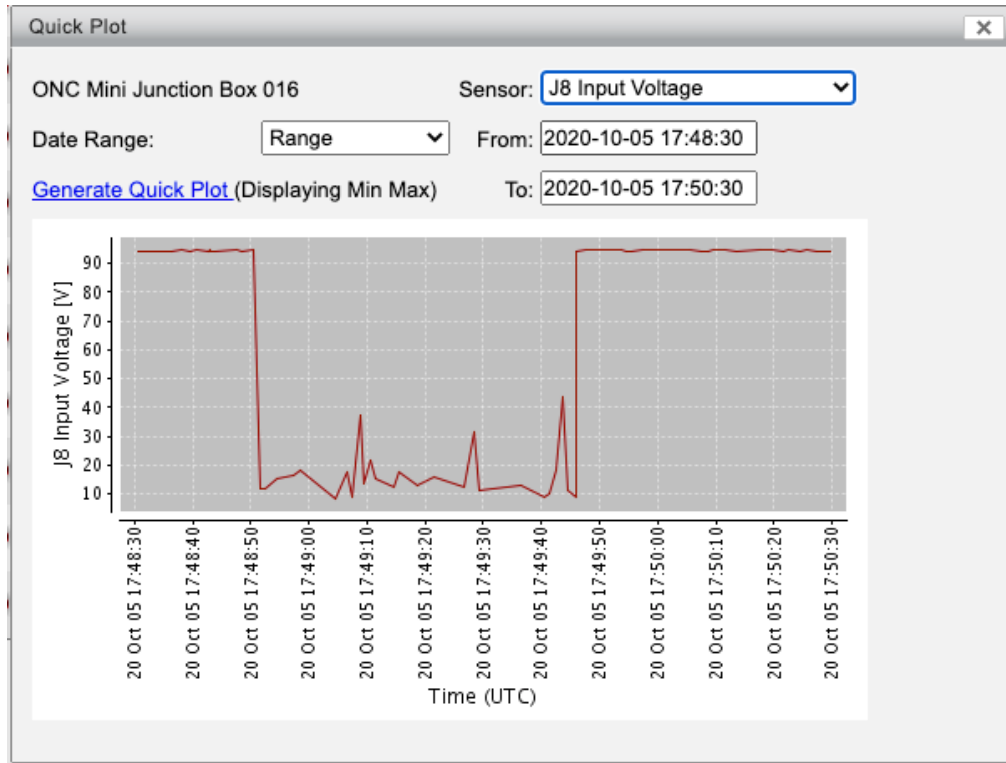 Quick Plot
ONC Mini Junction Box 016 Sensor: J8 Input Voltage
Date Range: Range From: 2020-10-05 17:48:30
Generate Quick Plot (Displaying Min Max) To: 2020-10-05 17:50:30
J8 Input Voltage [V]
90
80
70
60
50
40
30
20
10
20 Oct 05 17:48:30
20 Oct 05 17:48:40
20 Oct 05 17:48:50
20 Oct 05 17:49:00
20 Oct 05 17:49:10
20 Oct 05 17:49:20
20 Oct 05 17:49:30
20 Oct 05 17:49:40
20 Oct 05 17:49:50
20 Oct 05 17:50:00
20 Oct 05 17:50:10
20 Oct 05 17:50:20
20 Oct 05 17:50:30
Time (UTC)